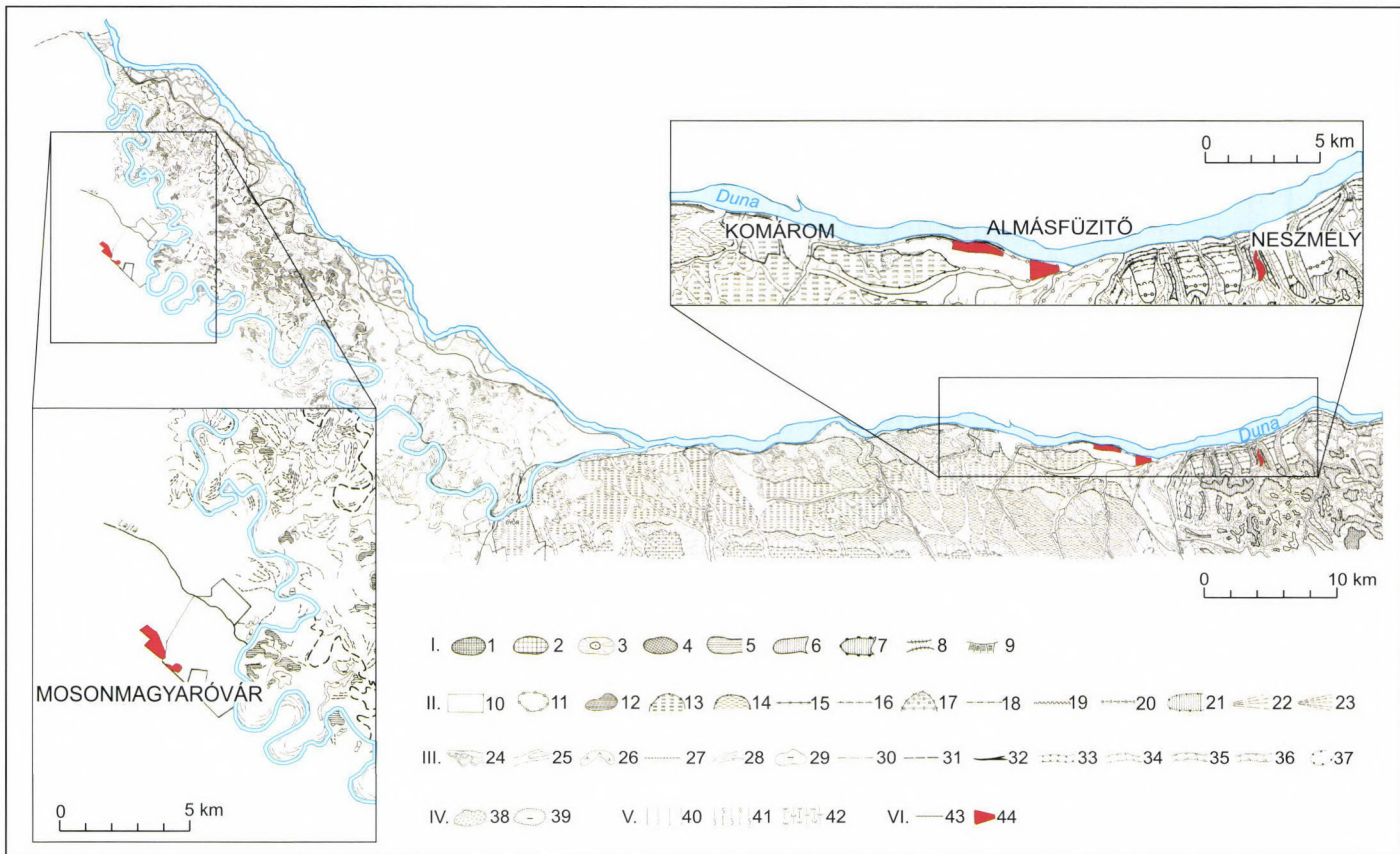 0 5 km
Duna
KOMÁROM
ALMÁSFÜZITŐ
NESZMÉLY
Duna
GYŐR
0 10 km
Lajta
Lajta
MOSONMAGYARÓVÁR
0 5 km
I. 1 2 3 4 5 6 7 8 9
II. 10 11 12 13 14 15 16 17 18 19 20 21 22 23
III. 24 25 26 27 28 29 30 31 32 33 34 35 36 37
IV. 38 39 V. 40 41 42 VI. 43 44